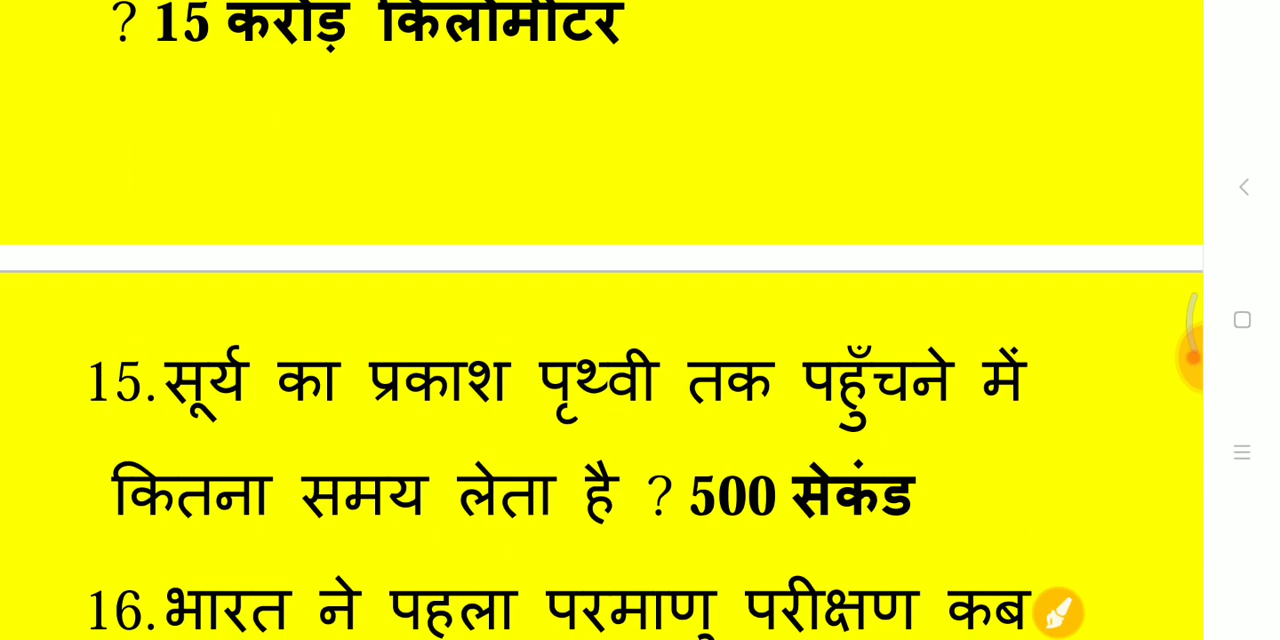 ? 15 करोड़ किलोमीटर
15. सूर्य का प्रकाश पृथ्वी तक पहुँचने में
कितना समय लेता है ? 500 सेकंड
16. भारत ने पहला परमाणु परीक्षण कब